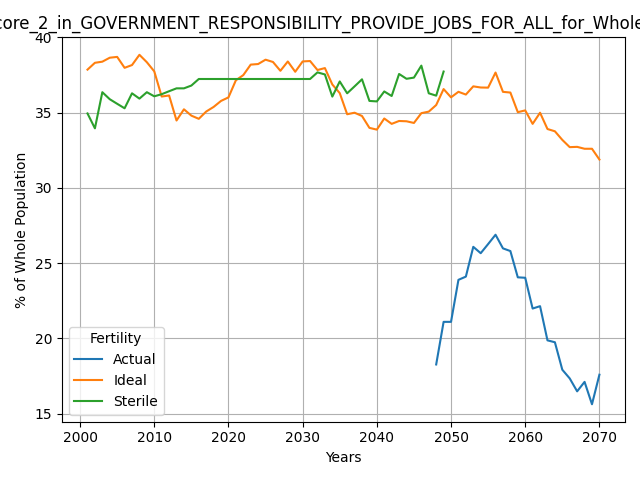 core_2_in_GOVERNMENT_RESPONSIBILITY_PROVIDE_JOBS_FOR_ALL_for_Whole
40
35
30
25
20
15
% of Whole Population
Fertility
Actual
Ideal
Sterile
2000 2010 2020 2030 2040 2050 2060 2070
Years